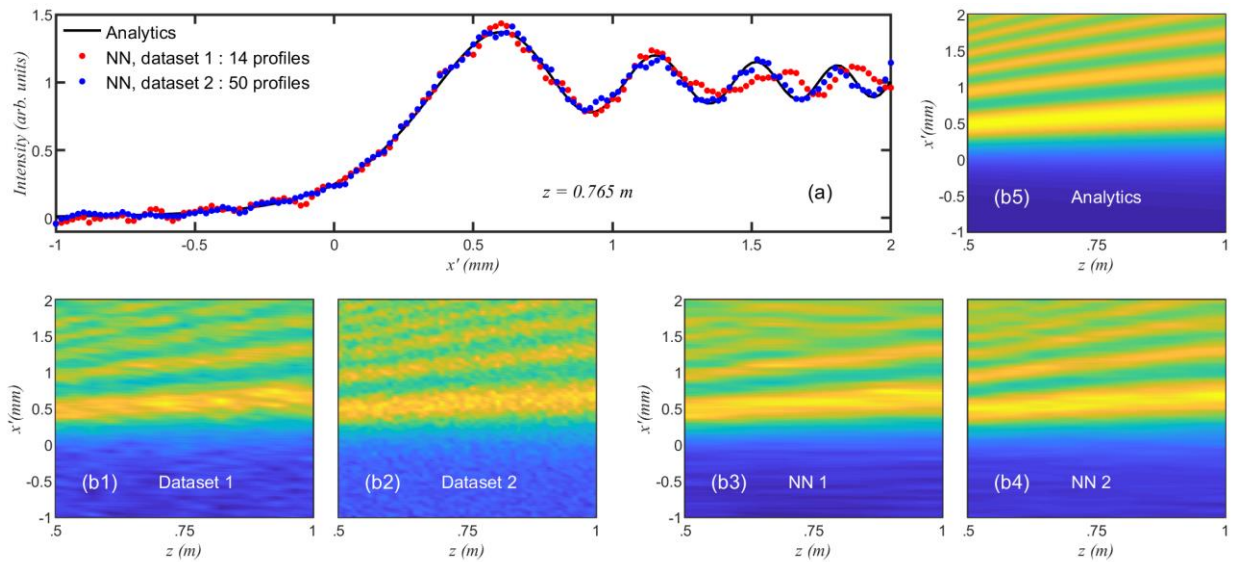 Analytics
NN, dataset 1 : 14 profiles
NN, dataset 2 : 50 profiles
Intensity (arb. units)
1.5
1
0.5
0
z = 0.765 m
(a)
-1
-0.5
0
0.5
1
1.5
2
x' (mm)
2
1.5
1
0.5
0
-0.5
-1
x'(mm)
(b5) Analytics
.5
.75
1
z (m)
2
1.5
1
0.5
0
-0.5
-1
x'(mm)
(b1) Dataset 1
.5
.75
1
z (m)
(b2) Dataset 2
.5
.75
1
z (m)
2
1.5
1
0.5
0
-0.5
-1
x'(mm)
(b3) NN 1
.5
.75
1
z (m)
(b4) NN 2
.5
.75
1
z (m)